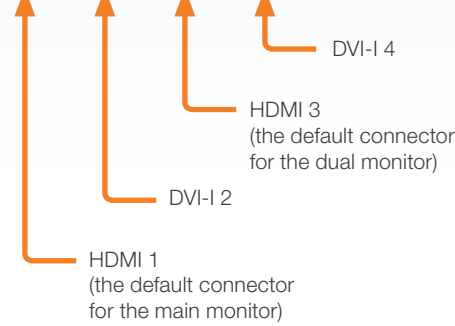 DVI-I 4
HDMI 3
(the default connector
for the dual monitor)
DVI-I 2
HDMI 1
(the default connector
for the main monitor)